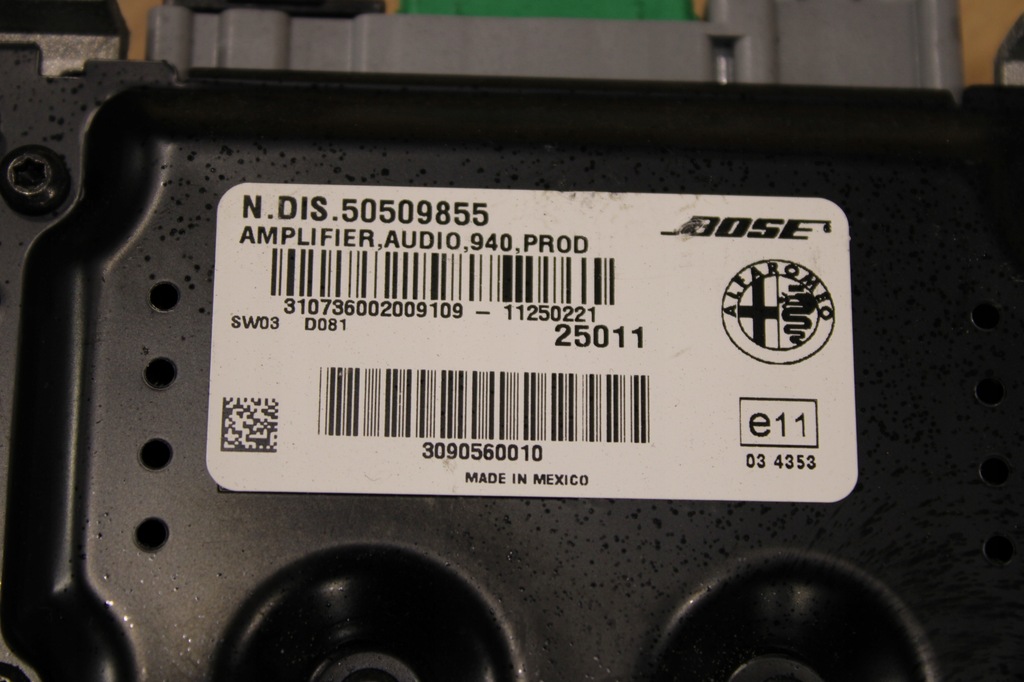 N.DIS.50509855
AMPLIFIER,AUDIO,940,PROD
BOSE
310736002009109 - 11250221
SW03 D081
25011
ALFA ROMEO
3090560010
e11
03 4353
MADE IN MEXICO